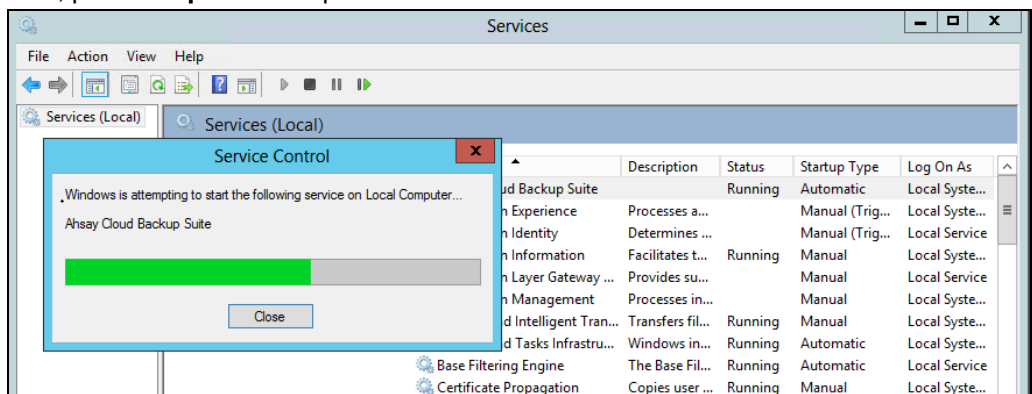 Services
File Action View Help
Services (Local)
Services (Local)
Service Control
Windows is attempting to start the following service on Local Computer...
Ahsay Cloud Backup Suite
Close
Description Status Startup Type Log On As
Backup Suite Running Automatic Local Syste...
Experience Processes a... Manual (Trig... Local Syste...
Identity Determines ... Manual (Trig... Local Service
Information Facilitates t... Running Manual Local Syste...
Layer Gateway ... Provides su... Manual Local Service
Management Processes in... Manual Local Syste...
Intelligent Tran... Transfers fil... Running Manual Local Syste...
Tasks Infrastru... Windows in... Running Automatic Local Syste...
Base Filtering Engine The Base Fil... Running Automatic Local Service
Certificate Propagation Copies user ... Running Manual Local Syste...